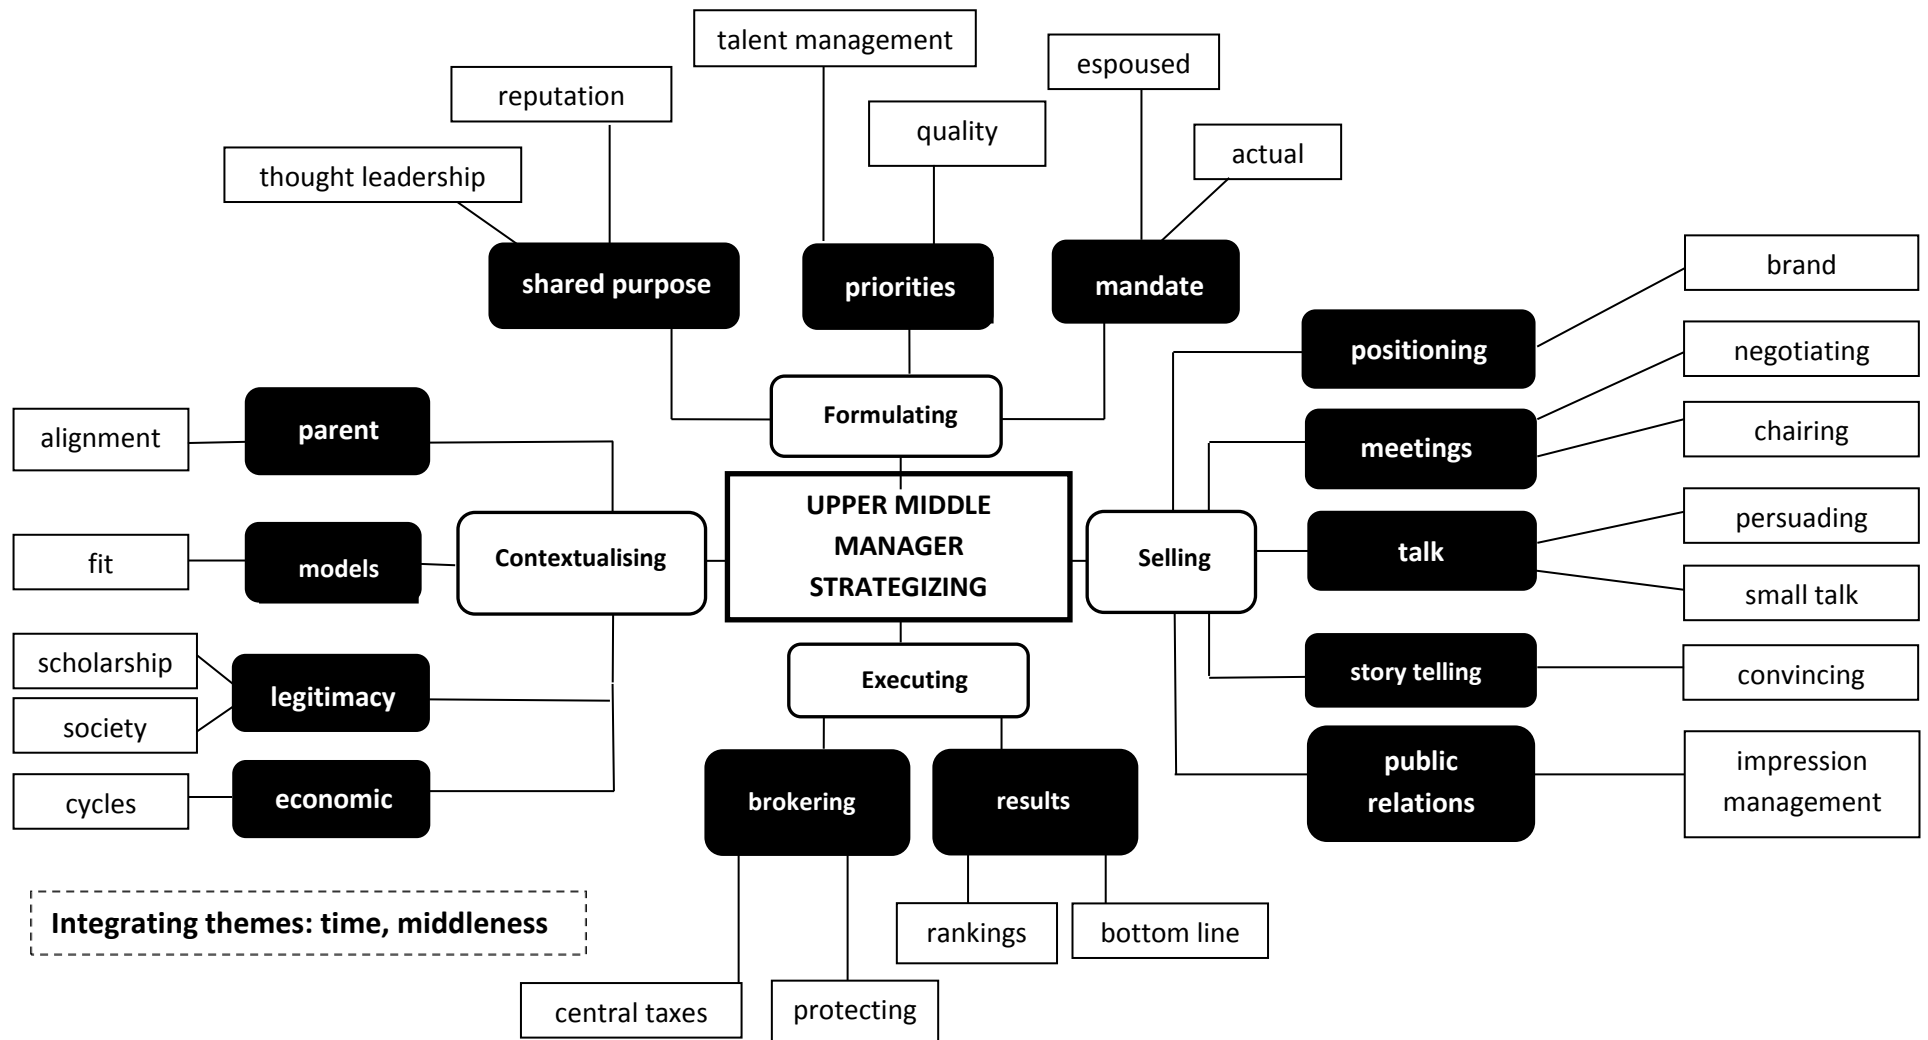 talent management
espoused
reputation
quality
actual
thought leadership
shared purpose
priorities
mandate
brand
positioning
negotiating
Formulating
parent
alignment
meetings
chairing
UPPER MIDDLE
MANAGER
STRATEGIZING
Contextualising
Selling
models
fit
talk
persuading
small talk
scholarship
legitimacy
society
Executing
story telling
convincing
economic
cycles
brokering
results
public
relations
impression
management
Integrating themes: time, middleness
rankings
bottom line
central taxes
protecting